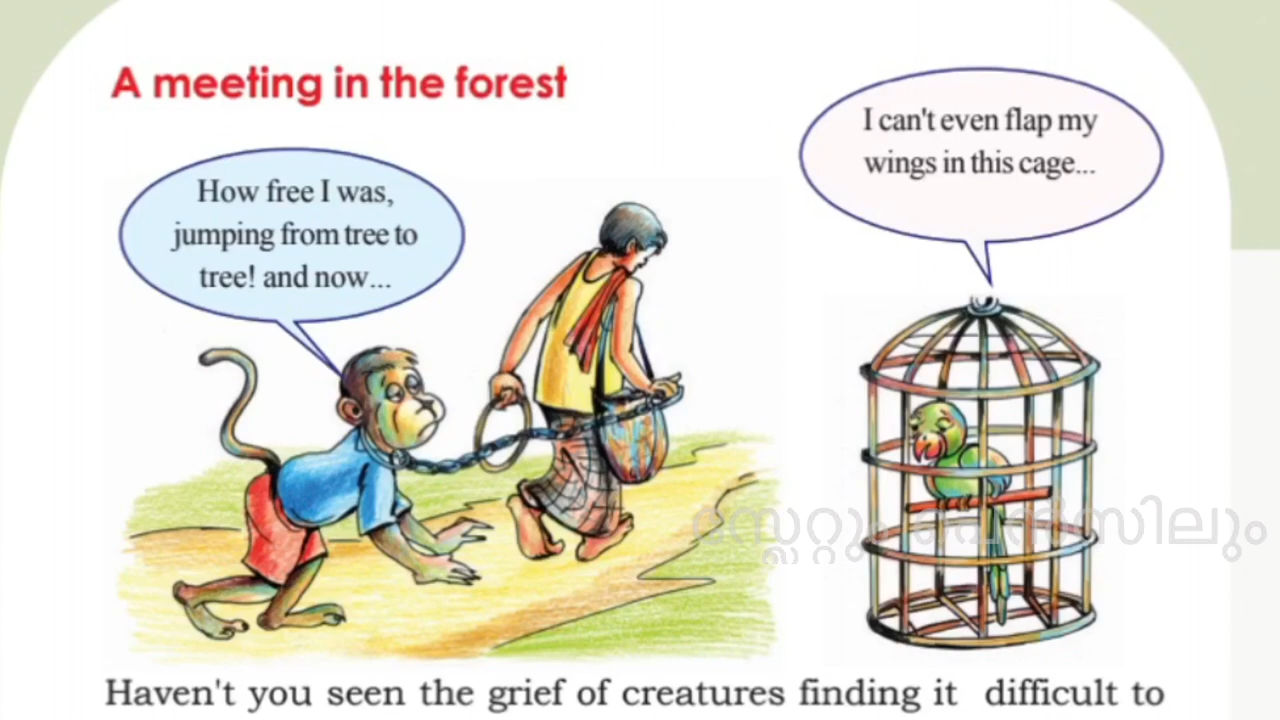 A meeting in the forest
I can't even flap my
wings in this cage...
How free I was,
jumping from tree to
tree! and now...
സ്ലേറ്റും പെൻസിലും
Haven't you seen the grief of creatures finding it difficult to